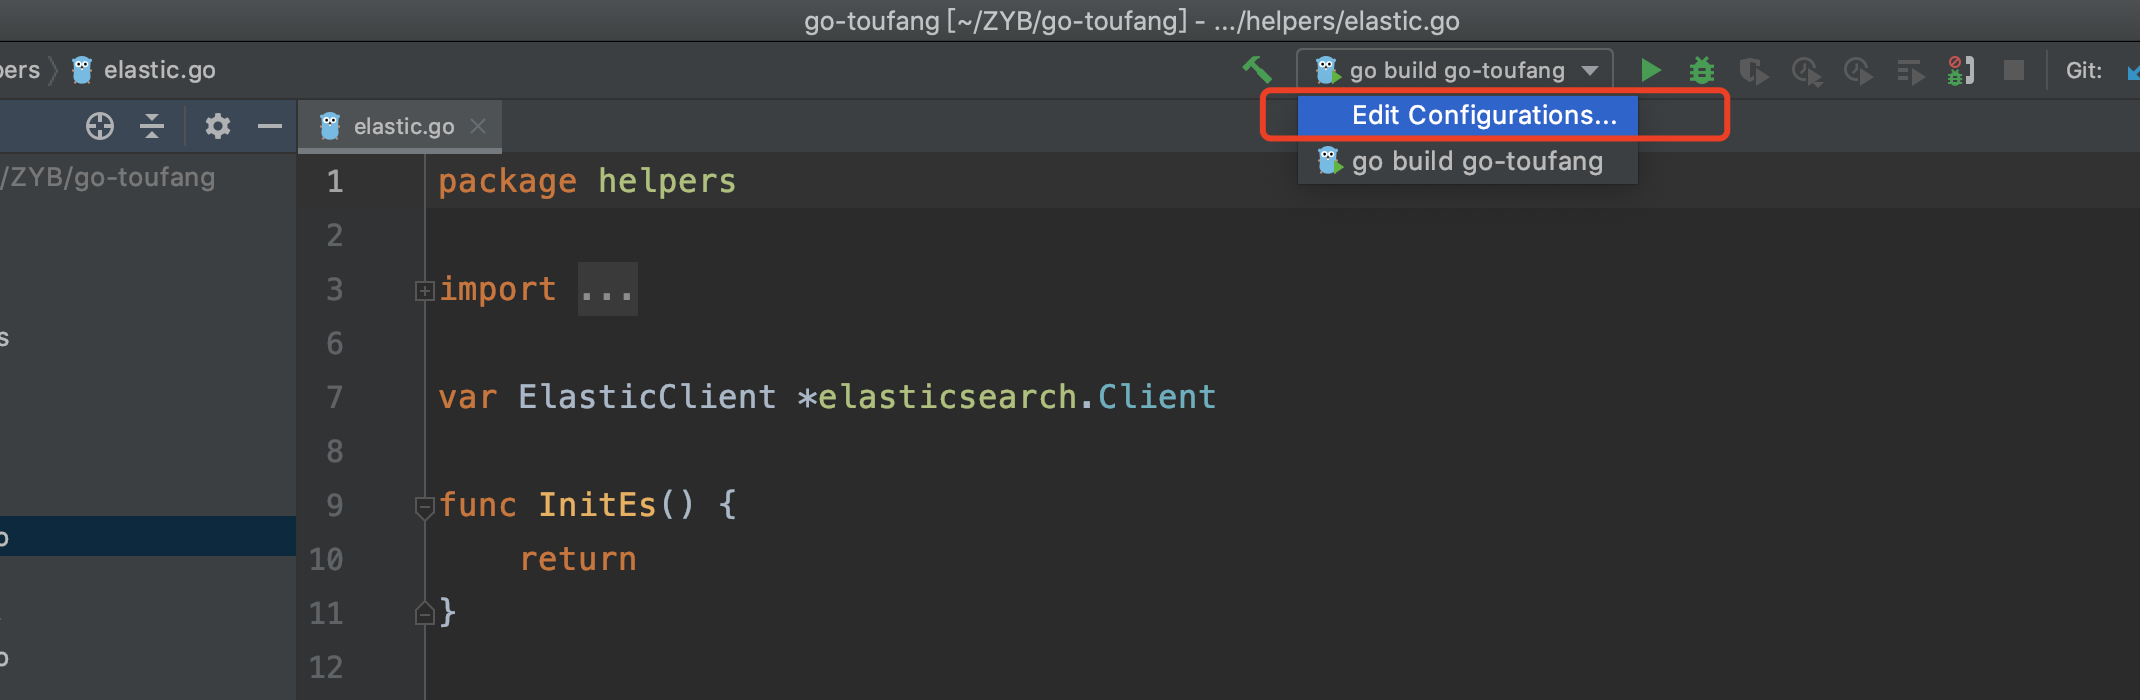 go-toufang [~/ZYB/go-toufang] - .../helpers/elastic.go
elastic.go
go build go-toufang
Git:
Edit Configurations...
go build go-toufang
elastic.go
/ZYB/go-toufang
1 package helpers
2
3 import ...
6
7 var ElasticClient *elasticsearch.Client
8
9 func InitEs() {
10 return
11 }
12